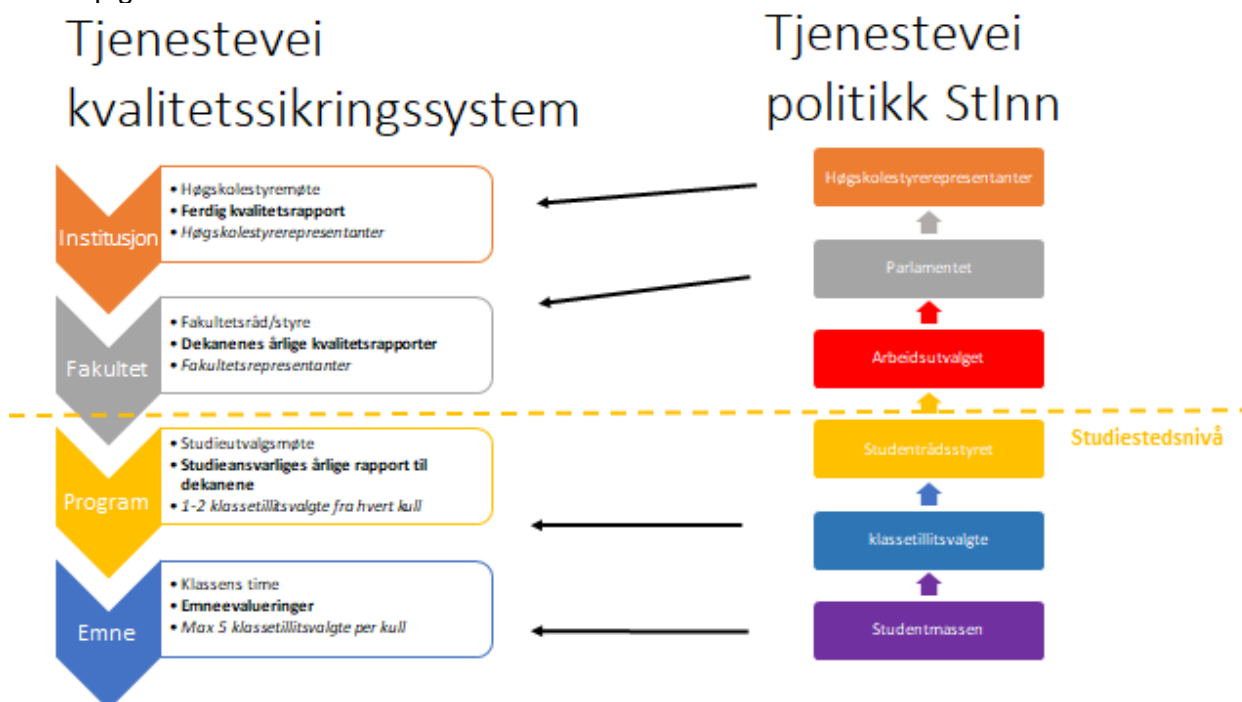 Tjenestevei
kvalitetssikringssystem
Institusjon
• Høgskolestyremøte
• Ferdig kvalitetsrapport
• Høgskolestyrerepresentanter
Fakultet
• Fakultetsråd/styre
• Dekanenes årlige kvalitetsrapporter
• Fakultetsrepresentanter
Program
• Studieutvalgsmøte
• Studieansvarliges årlige rapport til
dekanene
• 1-2 klassetillitsvalgte fra hvert kull
Emne
• Klassens time
• Emneevalueringer
• Max 5 klassetillitsvalgte per kull
Tjenestevei
politikk StInn
Høgskolestyrerepresentanter
Parlamentet
Arbeidsutvalget
Studentrådsstyret
Studiestedsnivå
klassetillitsvalgte
Studentmassen